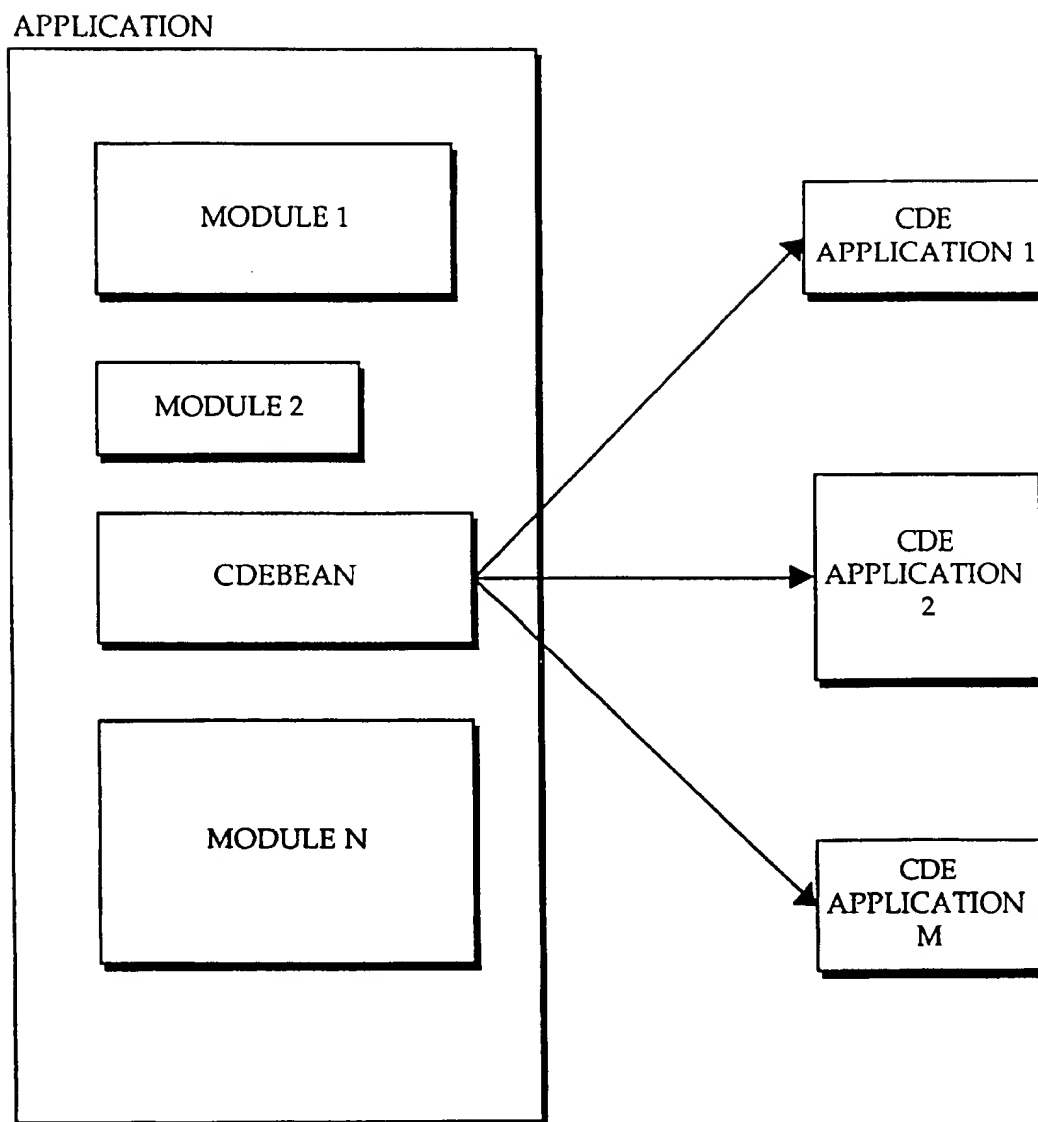 APPLICATION
MODULE 1
MODULE 2
CDEBEAN
MODULE N
CDE
APPLICATION 1
CDE
APPLICATION
2
CDE
APPLICATION
M